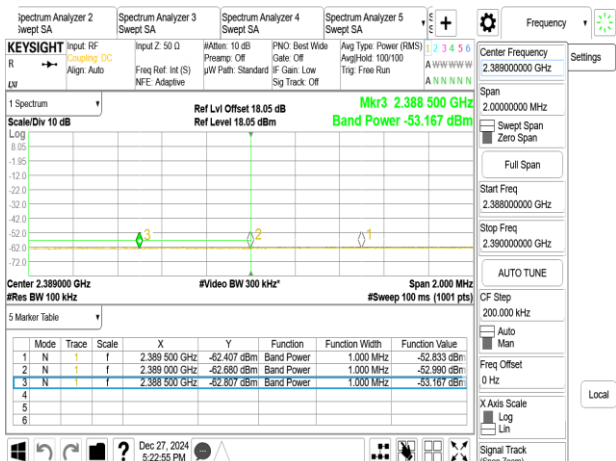 Spectrum Analyzer 2
Swept SA
Spectrum Analyzer 3
Swept SA
Spectrum Analyzer 4
Swept SA
Spectrum Analyzer 5
Swept SA
Frequency
Settings
KEYSIGHT
R
LXI
Input: RF
Coupling: DC
Align: Auto
Input Z: 50 Ω
Freq Ref: Int (S)
NFE: Adaptive
#Atten: 10 dB
Preamp: Off
µW Path: Standard
PNO: Best Wide
Gate: Off
IF Gain: Low
Sig Track: Off
Avg Type: Power (RMS)
Avg|Hold: 100/100
Trig: Free Run
1 2 3 4 5 6
A W W W W W
A N N N N N
1 Spectrum
Scale/Div 10 dB
Ref Lvl Offset 18.05 dB
Ref Level 18.05 dBm
Mkr3 2.388 500 GHz
Band Power -53.167 dBm
Log
8.05
-1.95
-12.0
-22.0
-32.0
-42.0
-52.0
-62.0
-72.0
3
2
1
Center 2.389000 GHz
#Res BW 100 kHz
#Video BW 300 kHz*
Span 2.000 MHz
#Sweep 100 ms (1001 pts)
5 Marker Table
Mode Trace Scale X Y Function Function Width Function Value
1 N 1 f 2.389 500 GHz -62.407 dBm Band Power 1.000 MHz -52.833 dBm
2 N 1 f 2.389 000 GHz -62.680 dBm Band Power 1.000 MHz -52.990 dBm
3 N 1 f 2.388 500 GHz -62.807 dBm Band Power 1.000 MHz -53.167 dBm
4
5
6
Dec 27, 2024
5:22:55 PM
Center Frequency
2.389000000 GHz
Span
2.00000000 MHz
Swept Span
Zero Span
Full Span
Start Freq
2.388000000 GHz
Stop Freq
2.390000000 GHz
AUTO TUNE
CF Step
200.000 kHz
Auto
Man
Freq Offset
0 Hz
X Axis Scale
Log
Lin
Signal Track
(Span Zoom)
Local